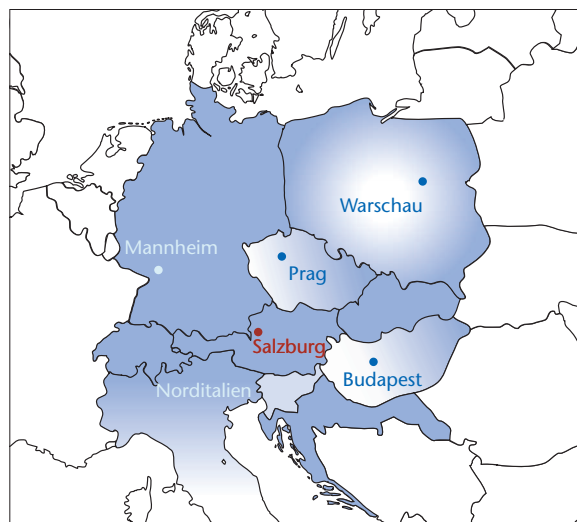 Warschau
Mannheim
Prag
Salzburg
Budapest
Norditalien